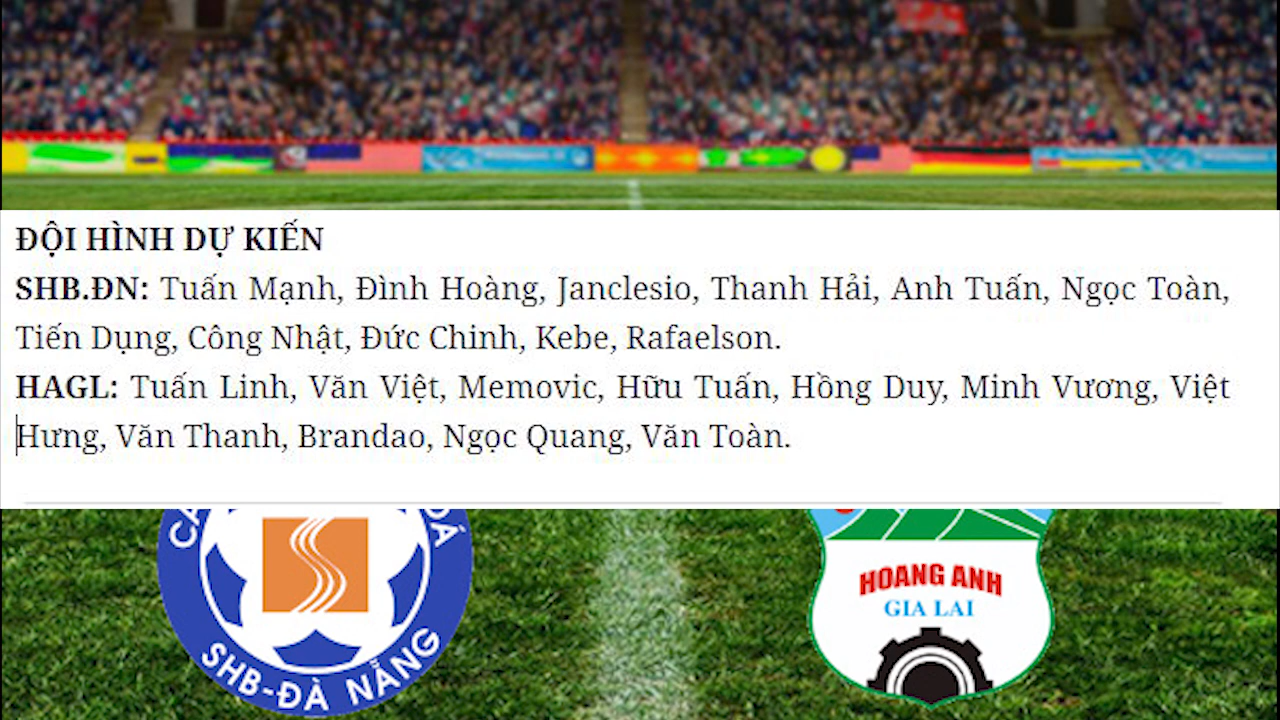 ĐỘI HÌNH DỰ KIẾN
SHB.ĐN: Tuấn Mạnh, Đình Hoàng, Janclesio, Thanh Hải, Anh Tuấn, Ngọc Toàn,
Tiến Dụng, Công Nhật, Đức Chinh, Kebe, Rafaelson.
HAGL: Tuấn Linh, Văn Việt, Memovic, Hữu Tuấn, Hồng Duy, Minh Vương, Việt
Hưng, Văn Thanh, Brandao, Ngọc Quang, Văn Toàn.
SHB-ĐÀ NẴNG
HOANG ANH
GIA LAI